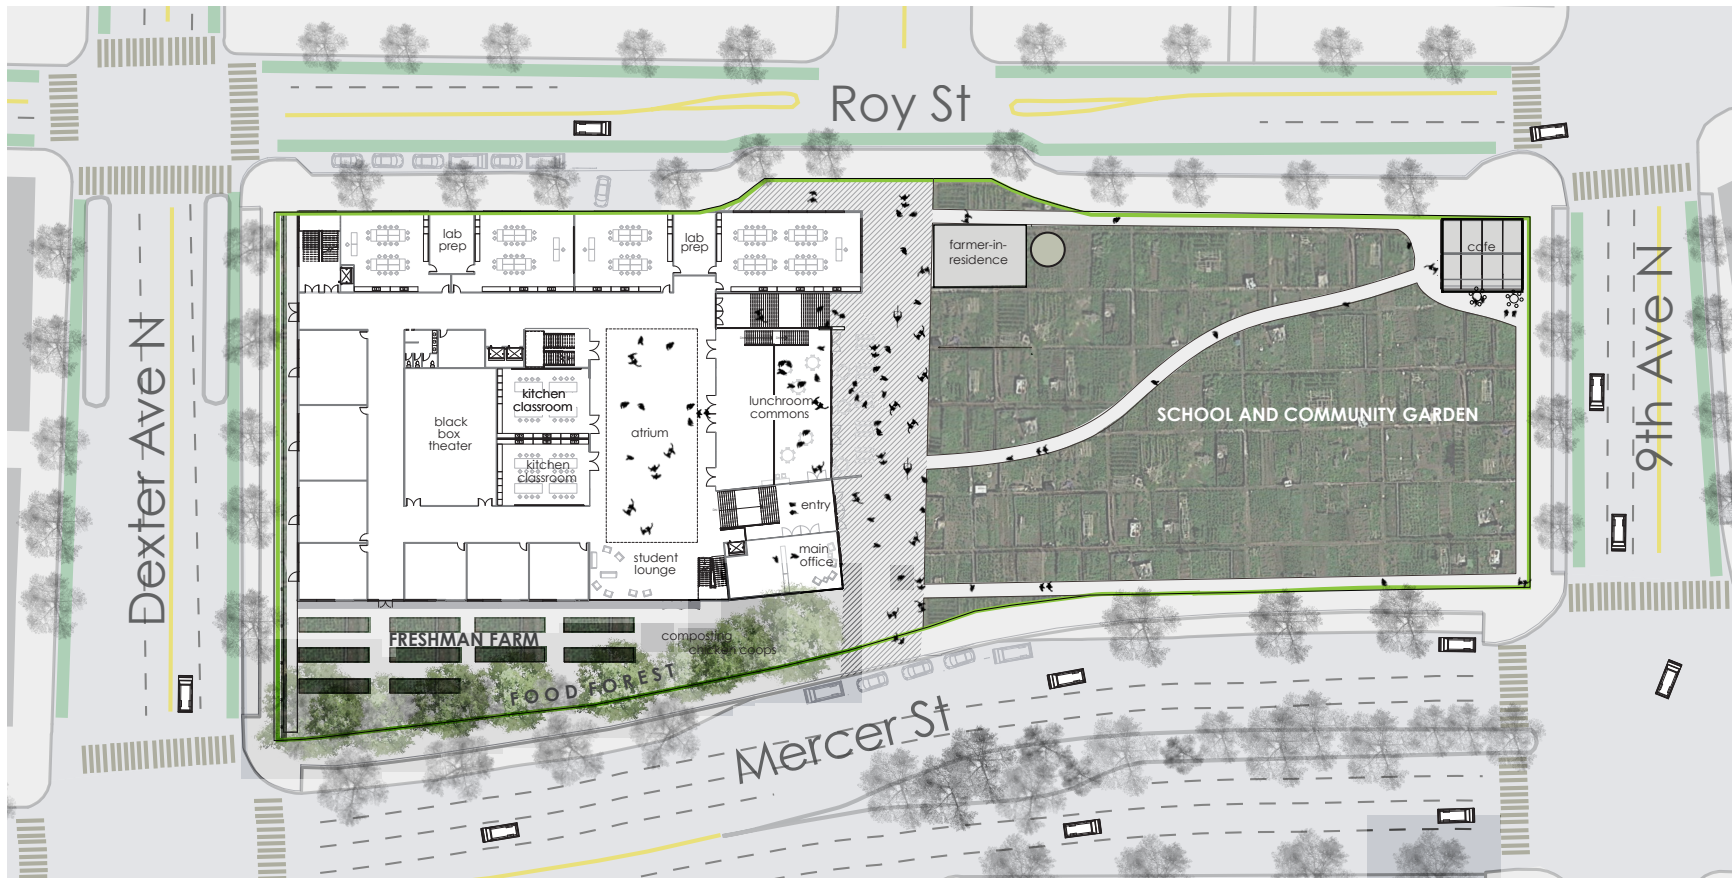 Roy St
lab
prep
lab
prep
farmer-in-
residence
cafe
Dexter Ave N
9th Ave N
kitchen
classroom
lunchroom
commons
SCHOOL AND COMMUNITY GARDEN
black
box
theater
atrium
kitchen
classroom
entry
student
lounge
main
office
FRESHMAN FARM
composting
chicken coops
FOOD FOREST
Mercer St